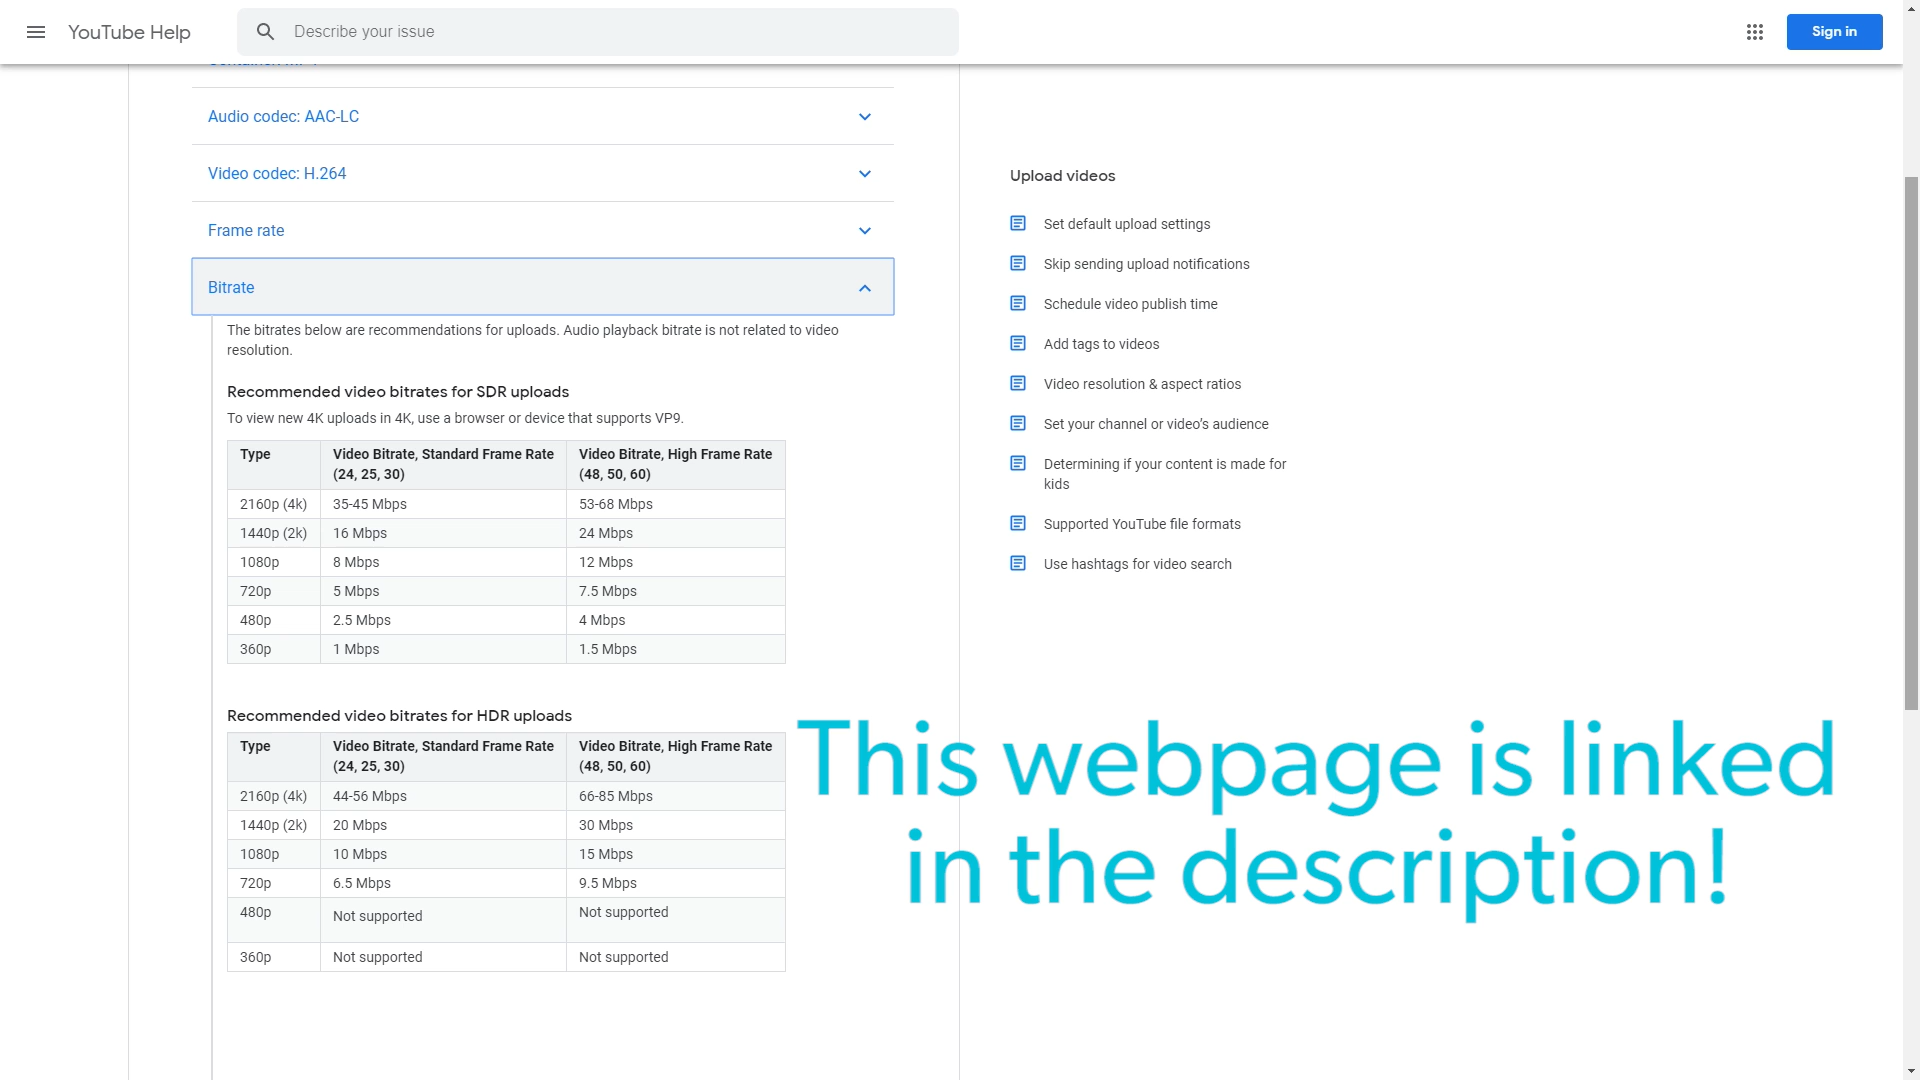 YouTube Help
Describe your issue
Sign in
Audio codec: AAC-LC
Video codec: H.264
Frame rate
Bitrate
The bitrates below are recommendations for uploads. Audio playback bitrate is not related to video
resolution.
Recommended video bitrates for SDR uploads
To view new 4K uploads in 4K, use a browser or device that supports VP9.
Type Video Bitrate, Standard Frame Rate (24, 25, 30) Video Bitrate, High Frame Rate (48, 50, 60)
2160p (4k) 35-45 Mbps 53-68 Mbps
1440p (2k) 16 Mbps 24 Mbps
1080p 8 Mbps 12 Mbps
720p 5 Mbps 7.5 Mbps
480p 2.5 Mbps 4 Mbps
360p 1 Mbps 1.5 Mbps
Recommended video bitrates for HDR uploads
Type Video Bitrate, Standard Frame Rate (24, 25, 30) Video Bitrate, High Frame Rate (48, 50, 60)
2160p (4k) 44-56 Mbps 66-85 Mbps
1440p (2k) 20 Mbps 30 Mbps
1080p 10 Mbps 15 Mbps
720p 6.5 Mbps 9.5 Mbps
480p Not supported Not supported
360p Not supported Not supported
Upload videos
Set default upload settings
Skip sending upload notifications
Schedule video publish time
Add tags to videos
Video resolution & aspect ratios
Set your channel or video’s audience
Determining if your content is made for
kids
Supported YouTube file formats
Use hashtags for video search
This webpage is linked
in the description!